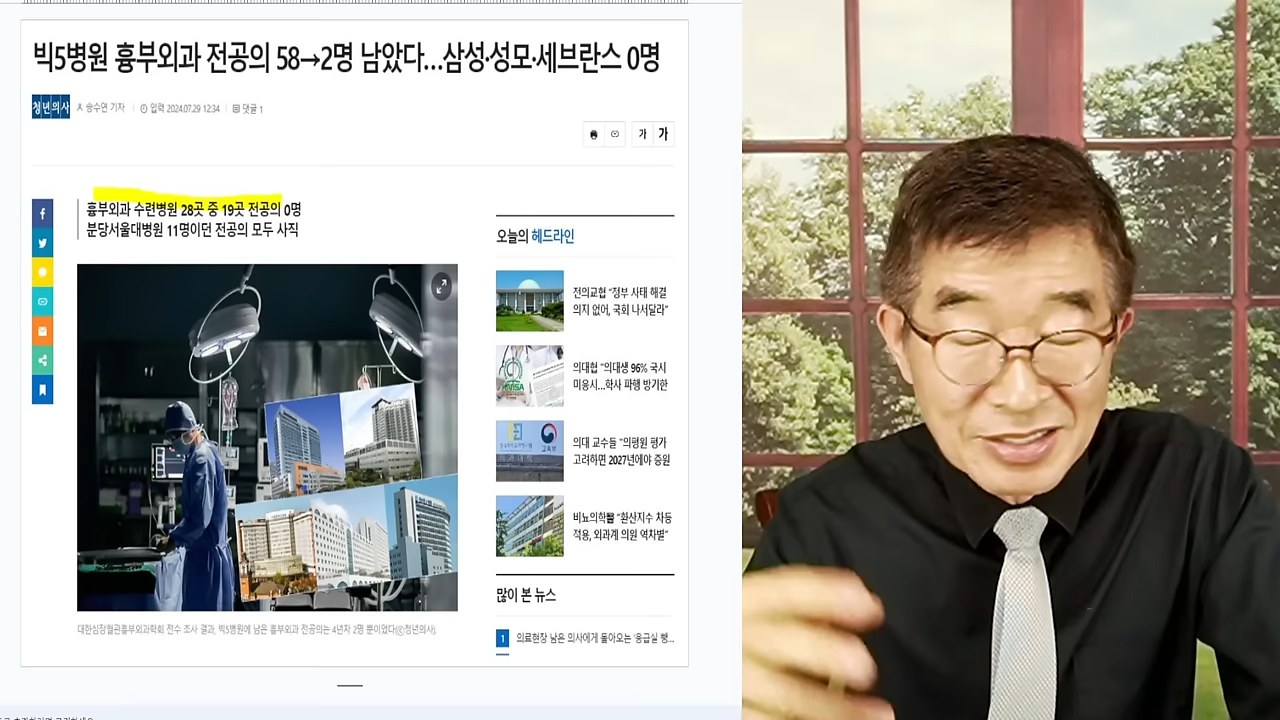 빅5병원 흉부외과 전공의 58→2명 남았다…삼성·성모·세브란스 0명
청년의사 송수연 기자 입력 2024.07.29 12:34 댓글 1
가 가
흉부외과 수련병원 28곳 중 19곳 전공의 0명
분당서울대병원 11명이던 전공의 모두 사직
대한심장혈관흉부외과학회 전수 조사 결과, 빅5병원에 남은 흉부외과 전공의는 4년차 2명 뿐이었다(ⓒ청년의사).
오늘의 헤드라인
전의교협 “정부 사태 해결
의지 없어, 국회 나서달라”
의대협 “의대생 96% 국시
미응시…학사 파행 방기한
의대 교수들 “의평원 평가
고려하면 2027년에야 증원
비뇨의학醫 “환산지수 차등
적용, 외과계 의원 역차별”
많이 본 뉴스
1 의료현장 남은 의사에게 돌아오는 ‘응급실 뺑...